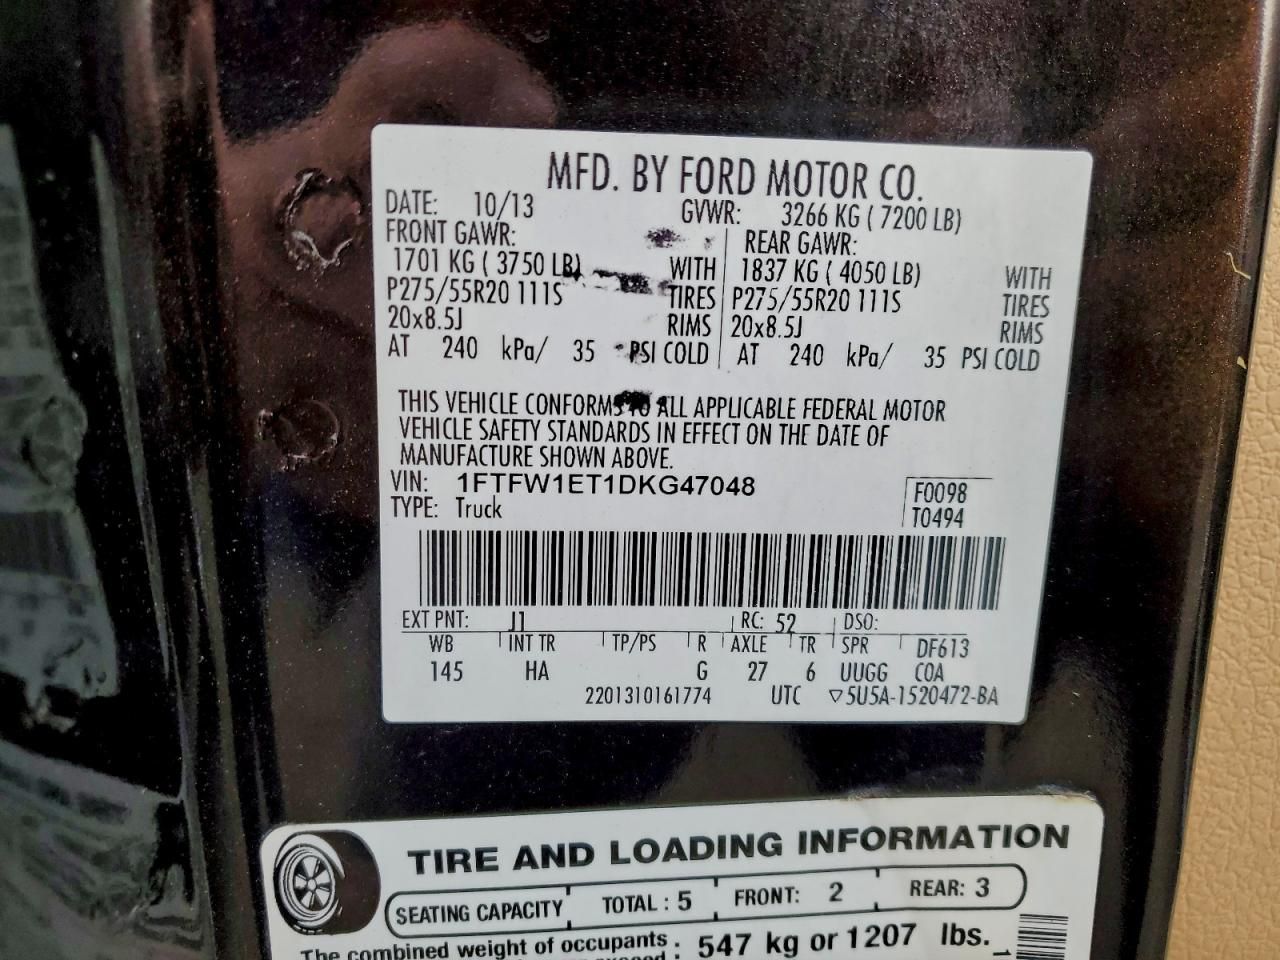 MFD. BY FORD MOTOR CO.
DATE: 10/13 GVWR: 3266 KG ( 7200 LB)
FRONT GAWR: REAR GAWR:
1701 KG ( 3750 LB) WITH 1837 KG ( 4050 LB) WITH
P275/55R20 111S TIRES P275/55R20 111S TIRES
20x8.5J RIMS 20x8.5J RIMS
AT 240 kPa/ 35 PSI COLD AT 240 kPa/ 35 PSI COLD
THIS VEHICLE CONFORMS TO ALL APPLICABLE FEDERAL MOTOR
VEHICLE SAFETY STANDARDS IN EFFECT ON THE DATE OF
MANUFACTURE SHOWN ABOVE.
VIN: 1FTFW1ET1DKG47048 F0098
TYPE: Truck T0494
EXT PNT: J1 RC: 52 DSO:
WB INT TR TP/PS R AXLE TR SPR DF613
145 HA G 27 6 UUGG COA
2201310161774 UTC ▽5U5A-1520472-BA
TIRE AND LOADING INFORMATION
SEATING CAPACITY TOTAL : 5 FRONT: 2 REAR: 3
The combined weight of occupants 547 kg or 1207 lbs.